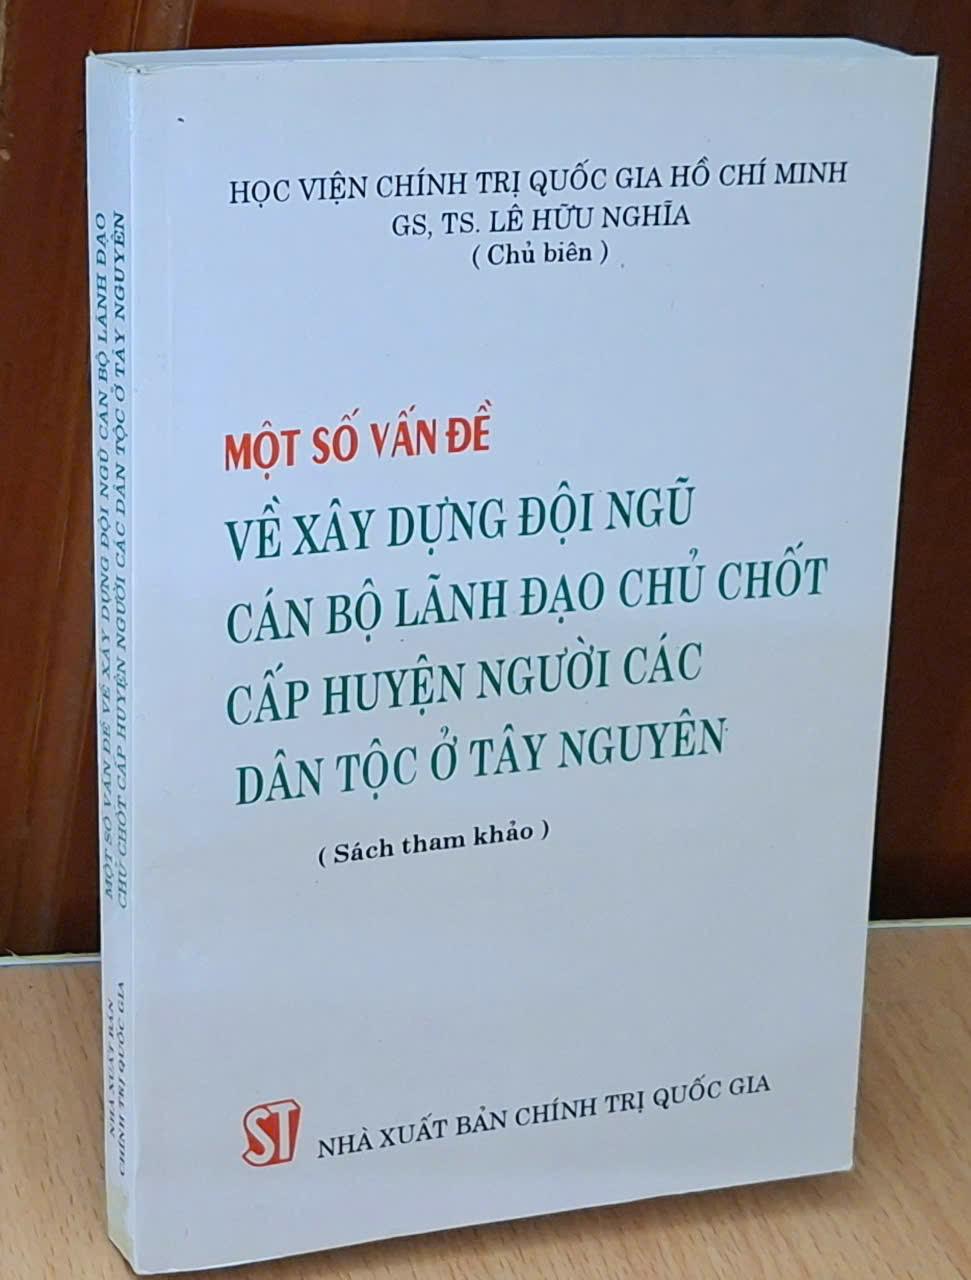 HỌC VIỆN CHÍNH TRỊ QUỐC GIA HỒ CHÍ MINH
GS, TS. LÊ HỮU NGHĨA
( Chủ biên )
MỘT SỐ VẤN ĐỀ
VỀ XÂY DỰNG ĐỘI NGŨ
CÁN BỘ LÃNH ĐẠO CHỦ CHỐT
CẤP HUYỆN NGƯỜI CÁC
DÂN TỘC Ở TÂY NGUYÊN
( Sách tham khảo )
ST
NHÀ XUẤT BẢN CHÍNH TRỊ QUỐC GIA
MỘT SỐ VẤN ĐỀ VỀ XÂY DỰNG ĐỘI NGŨ CÁN BỘ LÃNH ĐẠO
CHỦ CHỐT CẤP HUYỆN NGƯỜI CÁC DÂN TỘC Ở TÂY NGUYÊN
NHÀ XUẤT BẢN
CHÍNH TRỊ QUỐC GIA